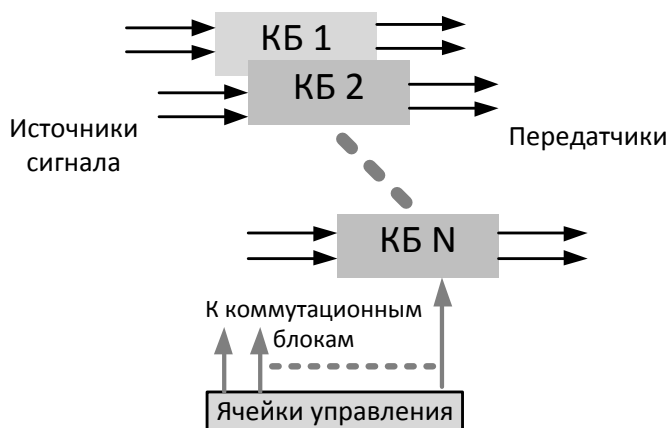 КБ 1
КБ 2
Источники
сигнала
Передатчики
КБ N
К коммутационным
блокам
Ячейки управления